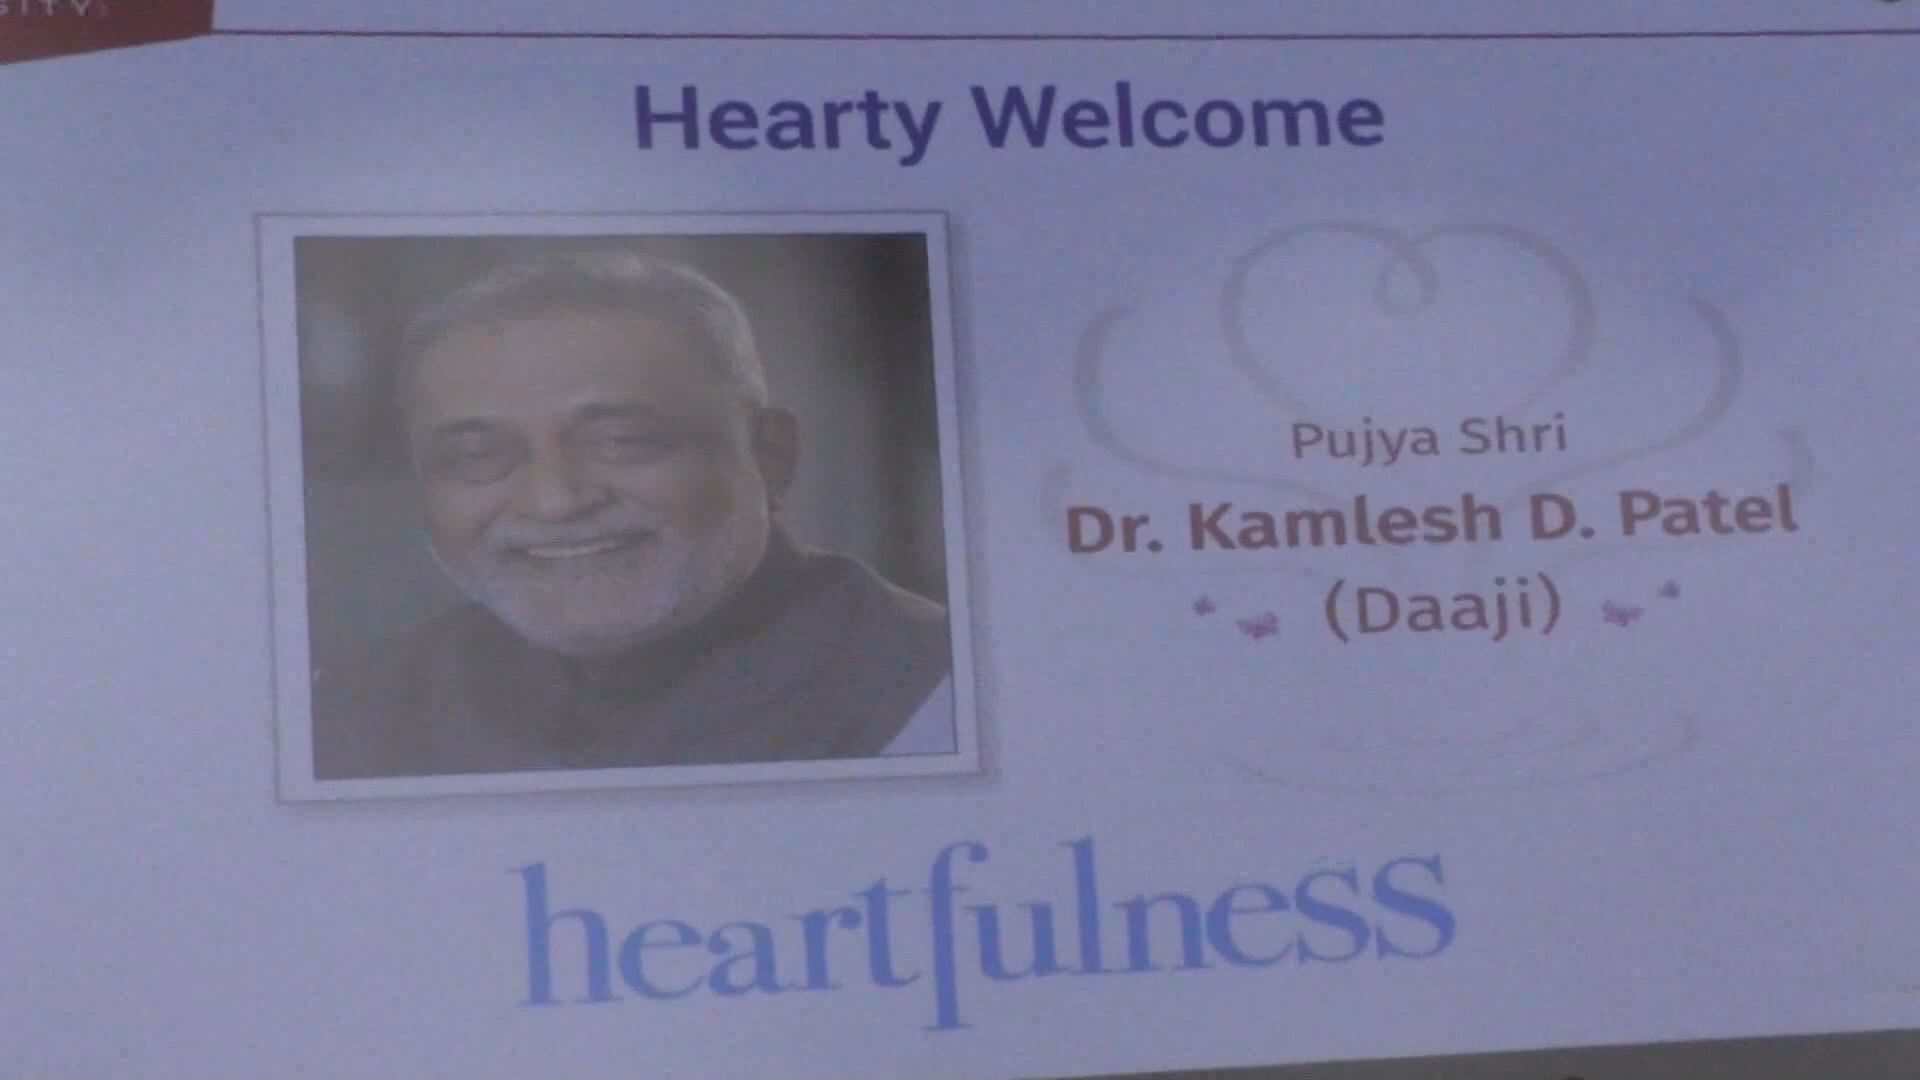 Hearty Welcome
Pujya Shri
Dr. Kamlesh D. Patel
(Daaji)
heartfulness